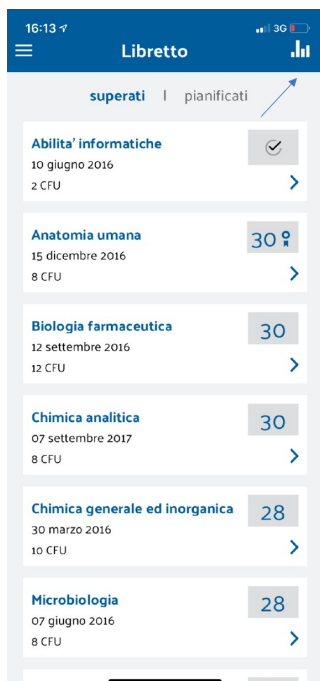 16:13 3G
Libretto
superati | pianificati
Abilita' informatiche
10 giugno 2016
2 CFU
Anatomia umana
30
15 dicembre 2016
8 CFU
Biologia farmaceutica
30
12 settembre 2016
12 CFU
Chimica analitica
30
07 settembre 2017
8 CFU
Chimica generale ed inorganica
28
30 marzo 2016
10 CFU
Microbiologia
28
07 giugno 2016
8 CFU